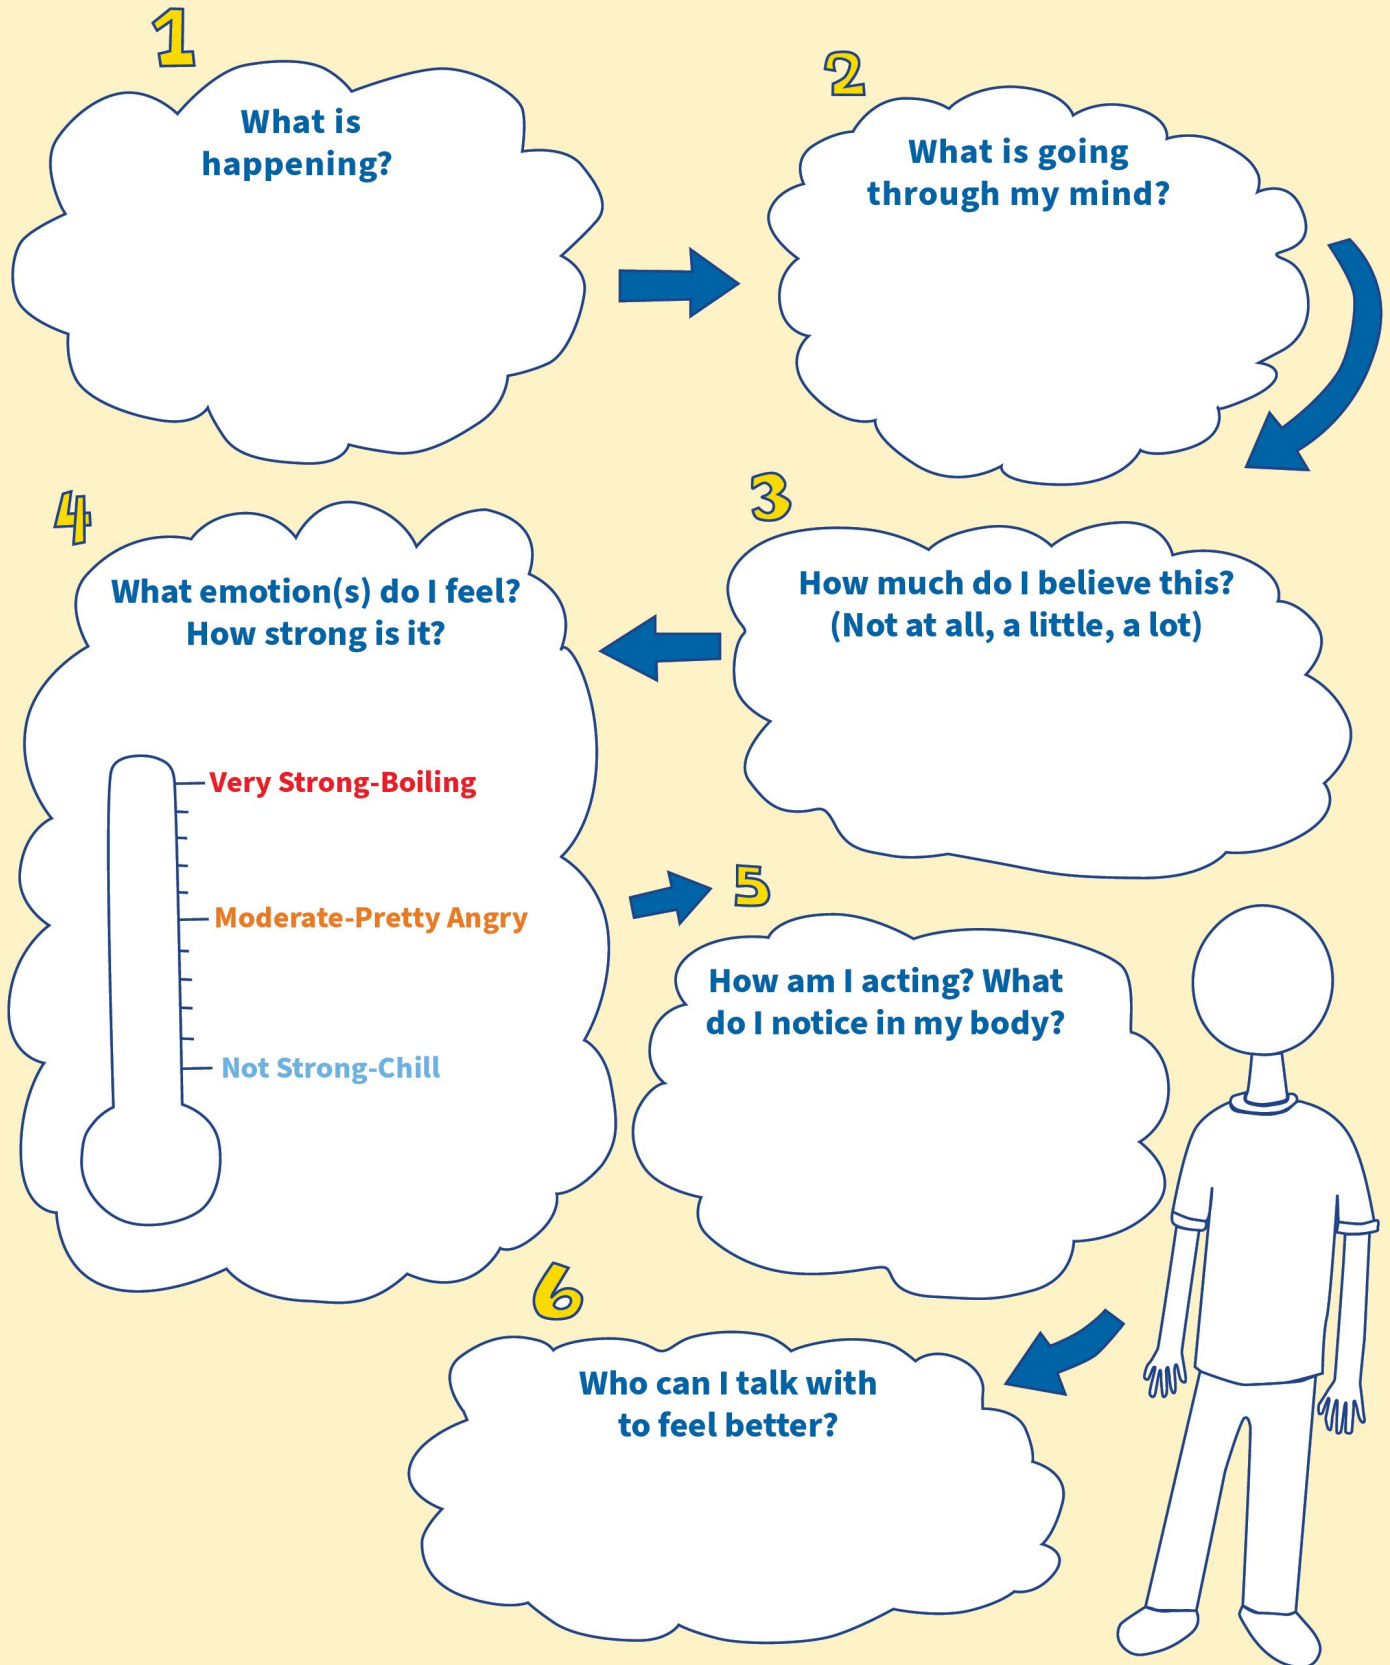 1
What is
happening?
2
What is going
through my mind?
3
How much do I believe this?
(Not at all, a little, a lot)
4
What emotion(s) do I feel?
How strong is it?
Very Strong-Boiling
Moderate-Pretty Angry
Not Strong-Chill
5
How am I acting? What
do I notice in my body?
6
Who can I talk with
to feel better?